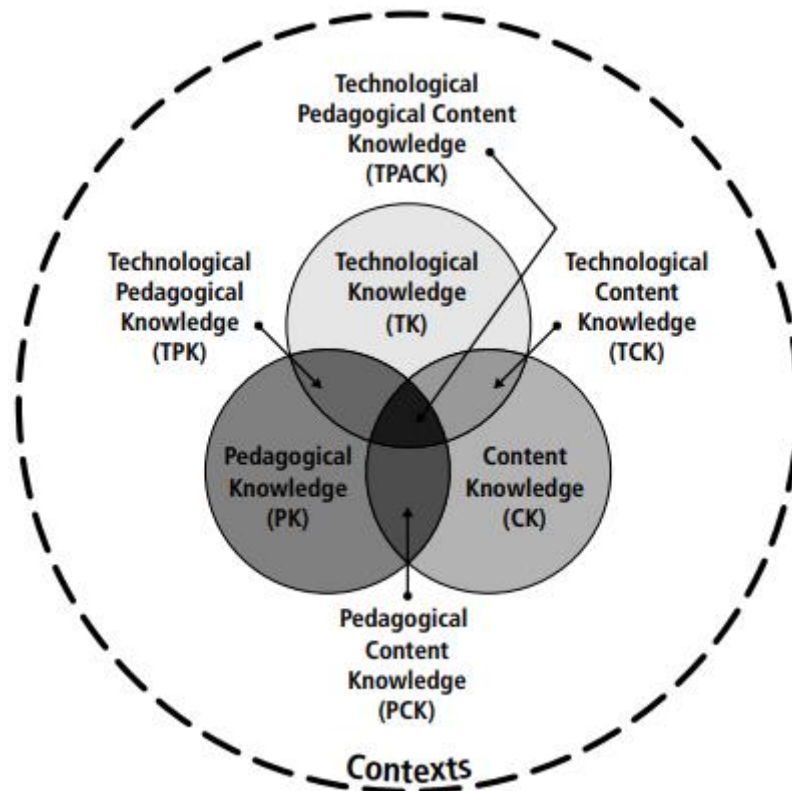 Technological
Pedagogical Content
Knowledge
(TPACK)
Technological
Pedagogical
Knowledge
(TPK)
Technological
Knowledge
(TK)
Technological
Content
Knowledge
(TCK)
Pedagogical
Knowledge
(PK)
Content
Knowledge
(CK)
Pedagogical
Content
Knowledge
(PCK)
Contexts